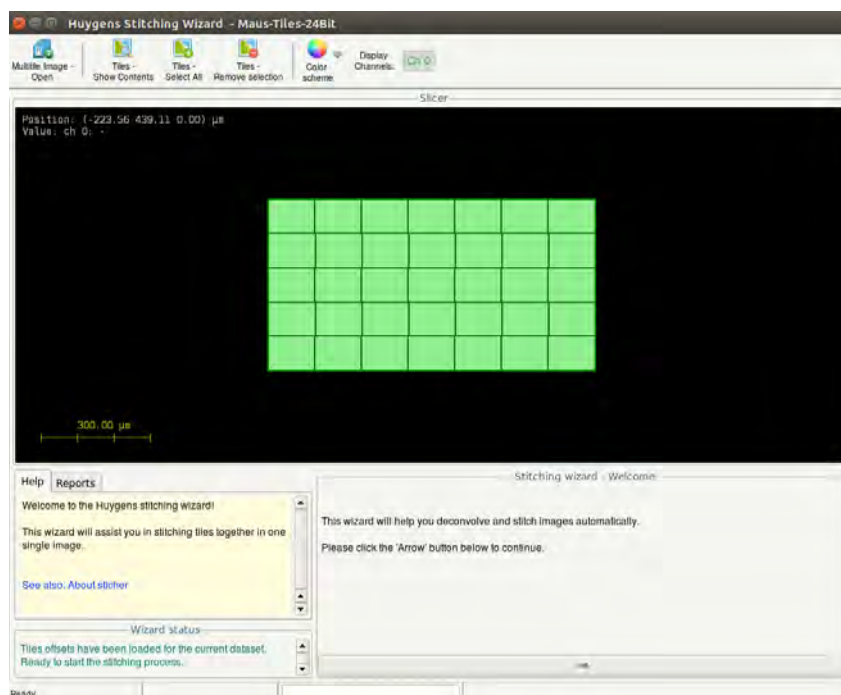 Huygens Stitching Wizard - Maus-Tiles-24Bit
Multitile Image - Open
Tiles - Show Contents
Tiles - Select All
Tiles - Remove selection
Color scheme
Display Channels:
Ch 0
Slicer
Position: (-223.56 439.11 0.00) µm
Value: ch 0: -
300.00 µm
Help
Reports
Welcome to the Huygens stitching wizard!
This wizard will assist you in stitching tiles together in one
single image.
See also: About sticher
Wizard status
Tiles offsets have been loaded for the current dataset.
Ready to start the stitching process.
Stitching wizard - Welcome
This wizard will help you deconvolve and stitch images automatically.
Please click the 'Arrow' button below to continue.
Ready